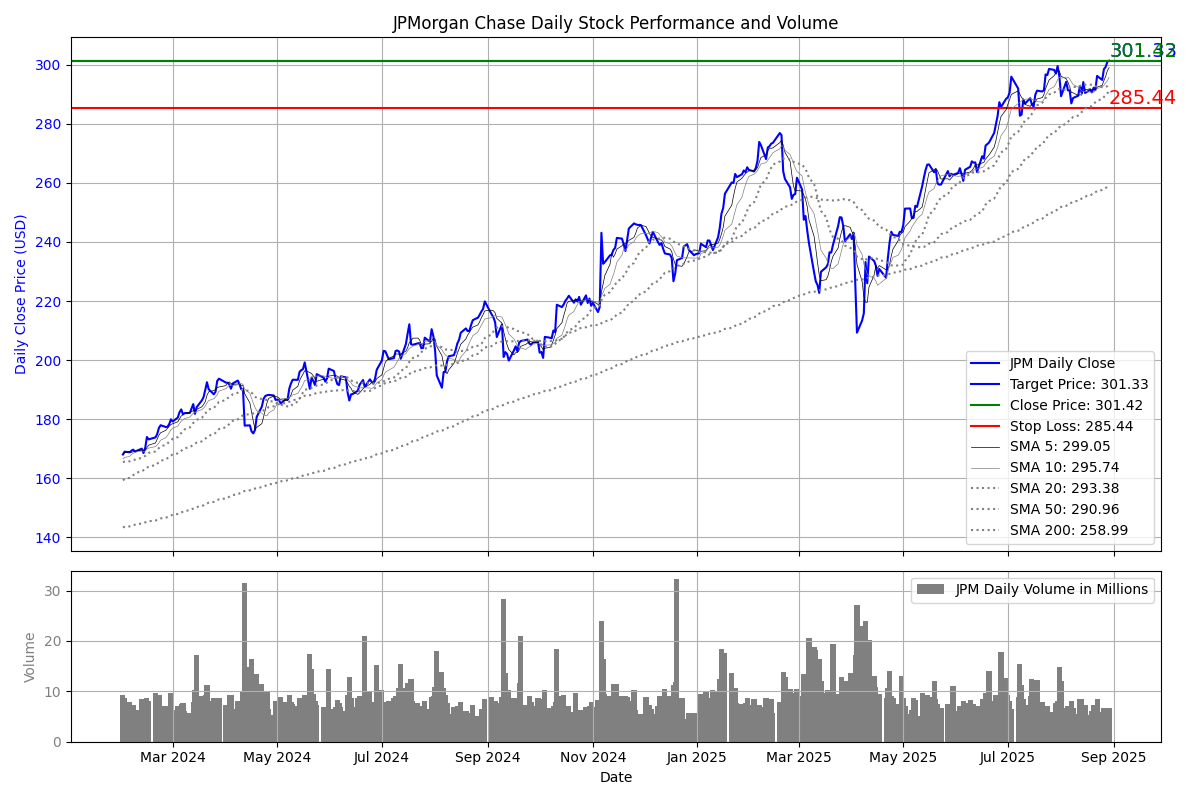 JPMorgan Chase Daily Stock Performance and Volume
301.33
301.42
300
285.44
280
260
240
220
200
180
160
140
Daily Close Price (USD)
JPM Daily Close
Target Price: 301.33
Close Price: 301.42
Stop Loss: 285.44
SMA 5: 299.05
SMA 10: 295.74
SMA 20: 293.38
SMA 50: 290.96
SMA 200: 258.99
30
20
10
0
Volume
JPM Daily Volume in Millions
Mar 2024 May 2024 Jul 2024 Sep 2024 Nov 2024 Jan 2025 Mar 2025 May 2025 Jul 2025 Sep 2025
Date